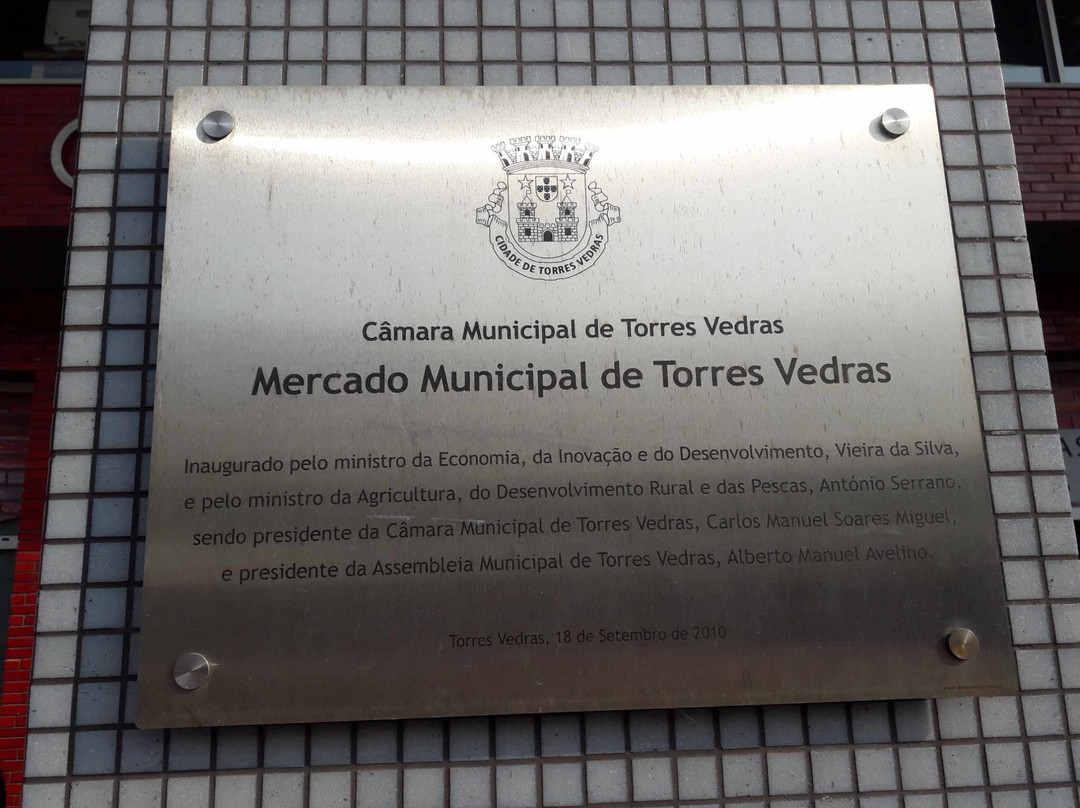 CIDADE DE TORRES VEDRAS
Câmara Municipal de Torres Vedras
Mercado Municipal de Torres Vedras
Inaugurado pelo ministro da Economia, da Inovação e do Desenvolvimento, Vieira da Silva,
e pelo ministro da Agricultura, do Desenvolvimento Rural e das Pescas, António Serrano,
sendo presidente da Câmara Municipal de Torres Vedras, Carlos Manuel Soares Miguel,
e presidente da Assembleia Municipal de Torres Vedras, Alberto Manuel Avelino.
Torres Vedras, 18 de Setembro de 2010